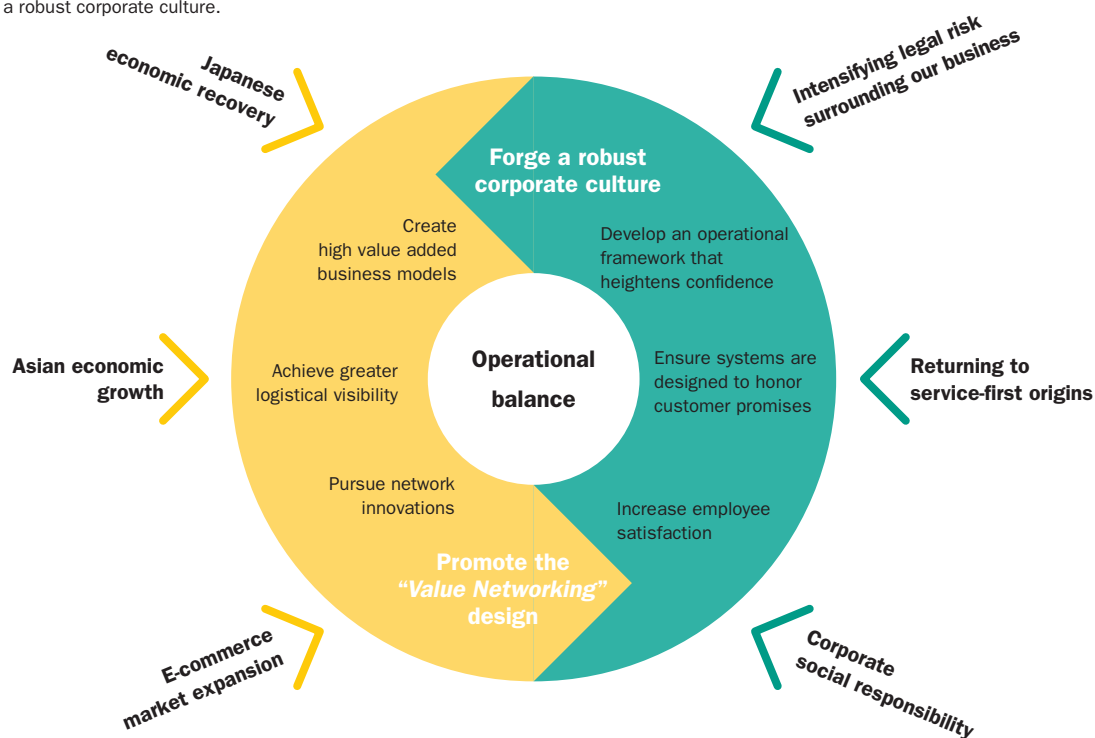 a robust corporate culture.
Japanese
economic recovery
Intensifying legal risk
surrounding our business
Forge a robust
corporate culture
Create
high value added
business models
Develop an operational
framework that
heightens confidence
Asian economic
growth
Achieve greater
logistical visibility
Operational
balance
Ensure systems are
designed to honor
customer promises
Returning to
service-first origins
Pursue network
innovations
Increase employee
satisfaction
Promote the
“Value Networking”
design
E-commerce
market expansion
Corporate
social responsibility